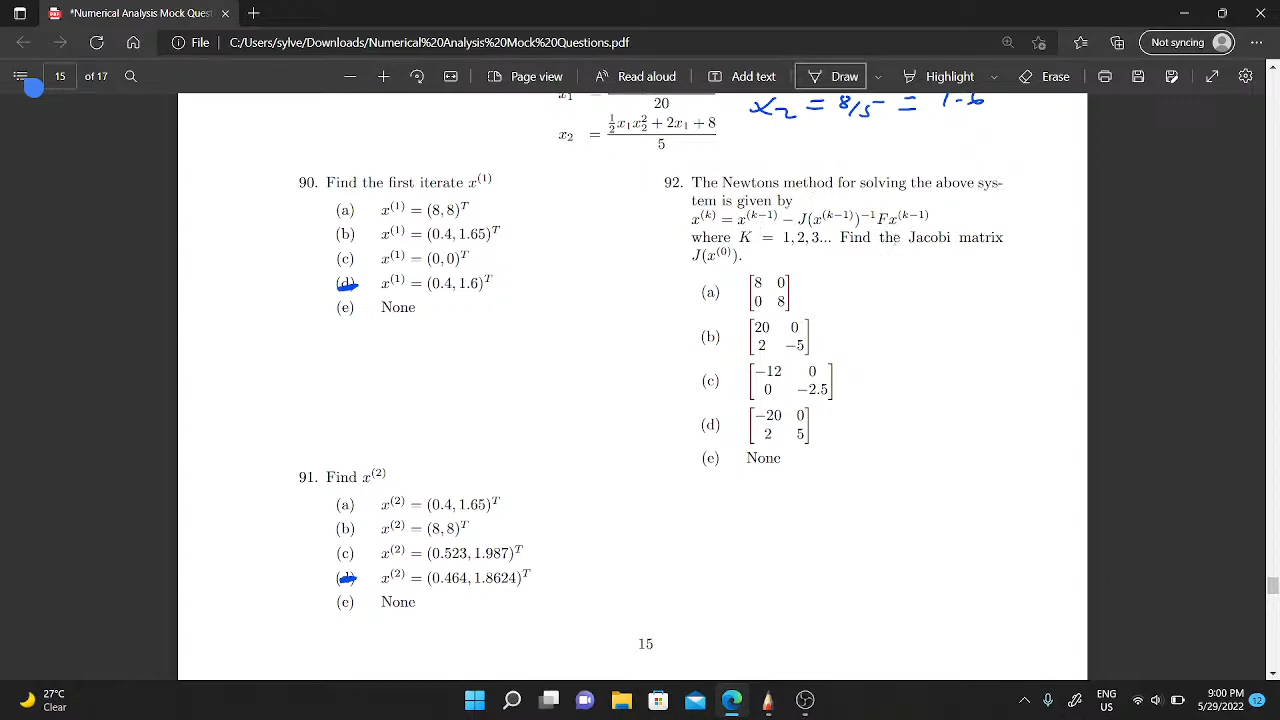 *Numerical Analysis Mock Quest
File C:/Users/sylve/Downloads/Numerical%20Analysis%20Mock%20Questions.pdf
Not syncing
15 of 17
Page view
Read aloud
Add text
Draw
Highlight
Erase
x₁ =
20
x₂ = 8/5 = 1.6
x₂ = (½x₁x₂² + 2x₁ + 8) / 5
90. Find the first iterate x⁽¹⁾
(a) x⁽¹⁾ = (8, 8)ᵀ
(b) x⁽¹⁾ = (0.4, 1.65)ᵀ
(c) x⁽¹⁾ = (0, 0)ᵀ
(d) x⁽¹⁾ = (0.4, 1.6)ᵀ
(e) None
91. Find x⁽²⁾
(a) x⁽²⁾ = (0.4, 1.65)ᵀ
(b) x⁽²⁾ = (8, 8)ᵀ
(c) x⁽²⁾ = (0.523, 1.987)ᵀ
(d) x⁽²⁾ = (0.464, 1.8624)ᵀ
(e) None
92. The Newtons method for solving the above sys-
tem is given by
x⁽ᵏ⁾ = x⁽ᵏ⁻¹⁾ − J(x⁽ᵏ⁻¹⁾)⁻¹Fx⁽ᵏ⁻¹⁾
where K = 1, 2, 3... Find the Jacobi matrix
J(x⁽⁰⁾).
(a) [8 0
0 8]
(b) [20 0
2 −5]
(c) [−12 0
0 −2.5]
(d) [−20 0
2 5]
(e) None
15
27°C
Clear
ENG
US
9:00 PM
5/29/2022
12